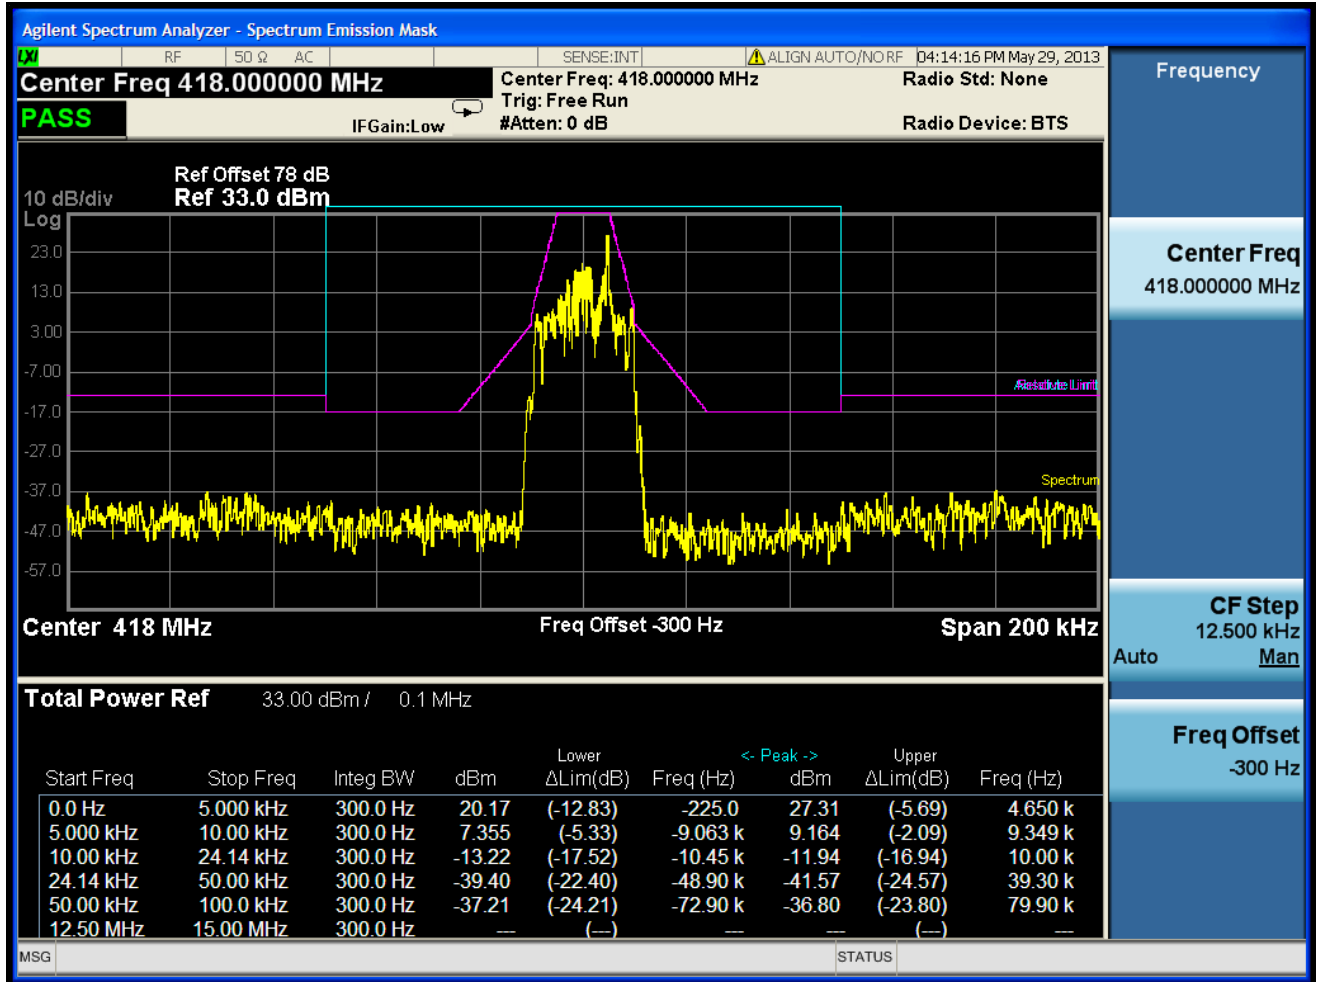 Agilent Spectrum Analyzer - Spectrum Emission Mask
LXI RF 50 Ω AC SENSE:INT ALIGN AUTO/NO RF 04:14:16 PM May 29, 2013
Center Freq 418.000000 MHz Center Freq: 418.000000 MHz Radio Std: None
Trig: Free Run
PASS IFGain:Low #Atten: 0 dB Radio Device: BTS
Ref Offset 78 dB
10 dB/div Ref 33.0 dBm
Log
23.0
13.0
3.00
-7.00
Absolute Limit
-17.0
-27.0
-37.0
Spectrum
-47.0
-57.0
Center 418 MHz Freq Offset -300 Hz Span 200 kHz
Total Power Ref 33.00 dBm / 0.1 MHz
Lower <- Peak -> Upper
Start Freq Stop Freq Integ BW dBm ΔLim(dB) Freq (Hz) dBm ΔLim(dB) Freq (Hz)
0.0 Hz 5.000 kHz 300.0 Hz 20.17 (-12.83) -225.0 27.31 (-5.69) 4.650 k
5.000 kHz 10.00 kHz 300.0 Hz 7.355 (-5.33) -9.063 k 9.164 (-2.09) 9.349 k
10.00 kHz 24.14 kHz 300.0 Hz -13.22 (-17.52) -10.45 k -11.94 (-16.94) 10.00 k
24.14 kHz 50.00 kHz 300.0 Hz -39.40 (-22.40) -48.90 k -41.57 (-24.57) 39.30 k
50.00 kHz 100.0 kHz 300.0 Hz -37.21 (-24.21) -72.90 k -36.80 (-23.80) 79.90 k
12.50 MHz 15.00 MHz 300.0 Hz --- (---) --- --- (---) ---
MSG STATUS
Frequency
Center Freq
418.000000 MHz
CF Step
12.500 kHz
Auto Man
Freq Offset
-300 Hz